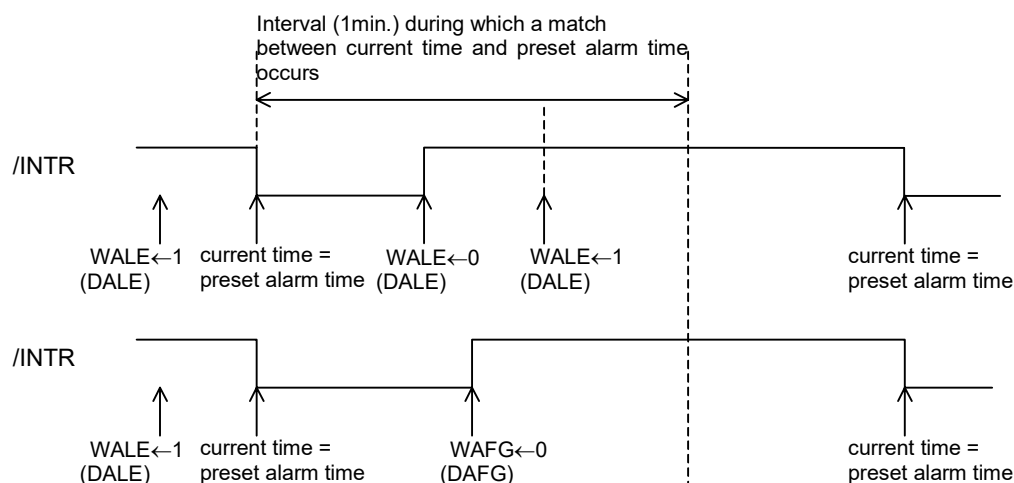 Interval (1min.) during which a match
between current time and preset alarm time
occurs
/INTR
WALE←1 current time = WALE←0 WALE←1 current time =
(DALE) preset alarm time (DALE) (DALE) preset alarm time
/INTR
WALE←1 current time = WAFG←0 current time =
(DALE) preset alarm time (DAFG) preset alarm time